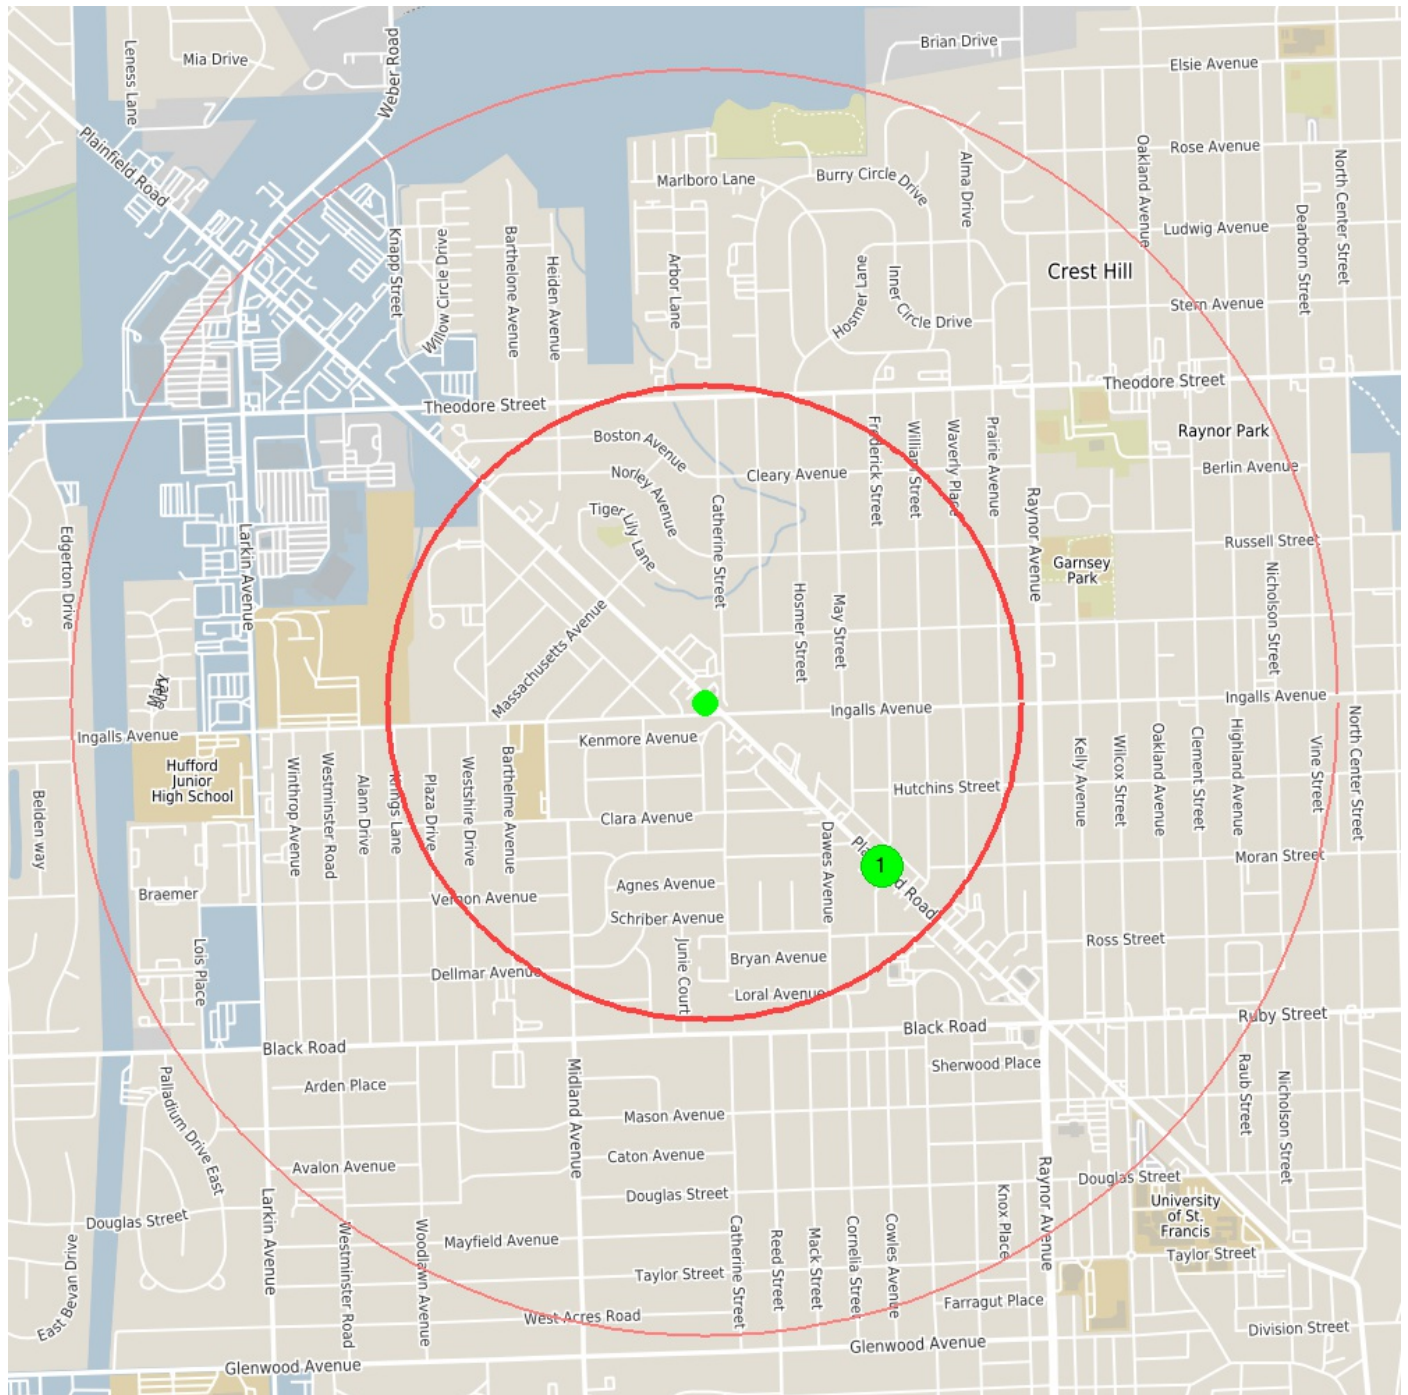 Leness Lane
Mia Drive
Weber Road
Brian Drive
Elsie Avenue
Plainfield Road
Oakland Avenue
Rose Avenue
North Center Street
Marlboro Lane
Burry Circle Drive
Alma Drive
Knapp Street
Willow Circle Drive
Barthelone Avenue
Heiden Avenue
Arbor Lane
Hosmer Lane
Inner Circle Drive
Crest Hill
Ludwig Avenue
Dearborn Street
Stern Avenue
Theodore Street
Theodore Street
Boston Avenue
Norley Avenue
Tiger Lily Lane
Cleary Avenue
Catherine Street
Frederick Street
William Street
Waverly Place
Prairie Avenue
Raynor Park
Berlin Avenue
Raynor Avenue
Russell Street
Garnsey
Park
Edgerton Drive
Larkin Avenue
Massachusetts Avenue
Hosmer Street
May Street
Nicholson Street
Ingalls Avenue
Ingalls Avenue
Ingalls Avenue
Kenmore Avenue
Hufford
Junior
High School
Belden way
Winthrop Avenue
Westminster Road
Alann Drive
Krings Lane
Plaza Drive
Westshire Drive
Barthelme Avenue
Hutchins Street
Kelly Avenue
Wilcox Street
Oakland Avenue
Clement Street
Highland Avenue
Vine Street
North Center Street
Clara Avenue
Dawes Avenue
1
Road
Moran Street
Braemer
Vernon Avenue
Agnes Avenue
Schriber Avenue
Lois Place
Dellmar Avenue
Junie Court
Bryan Avenue
Loral Avenue
Ross Street
Black Road
Black Road
Ruby Street
Palladium Drive East
Arden Place
Midland Avenue
Sherwood Place
Raub Street
Nicholson Street
Mason Avenue
Caton Avenue
Avalon Avenue
Douglas Street
Douglas Street
Douglas Street
Raynor Avenue
Knox Place
University
of St.
Francis
Taylor Street
East Bevan Drive
Larkin Avenue
Westminster Road
Woodlawn Avenue
Mayfield Avenue
Taylor Street
Catherine Street
Reed Street
Mack Street
Cornelia Street
Cowles Avenue
West Acres Road
Farragut Place
Division Street
Glenwood Avenue
Glenwood Avenue